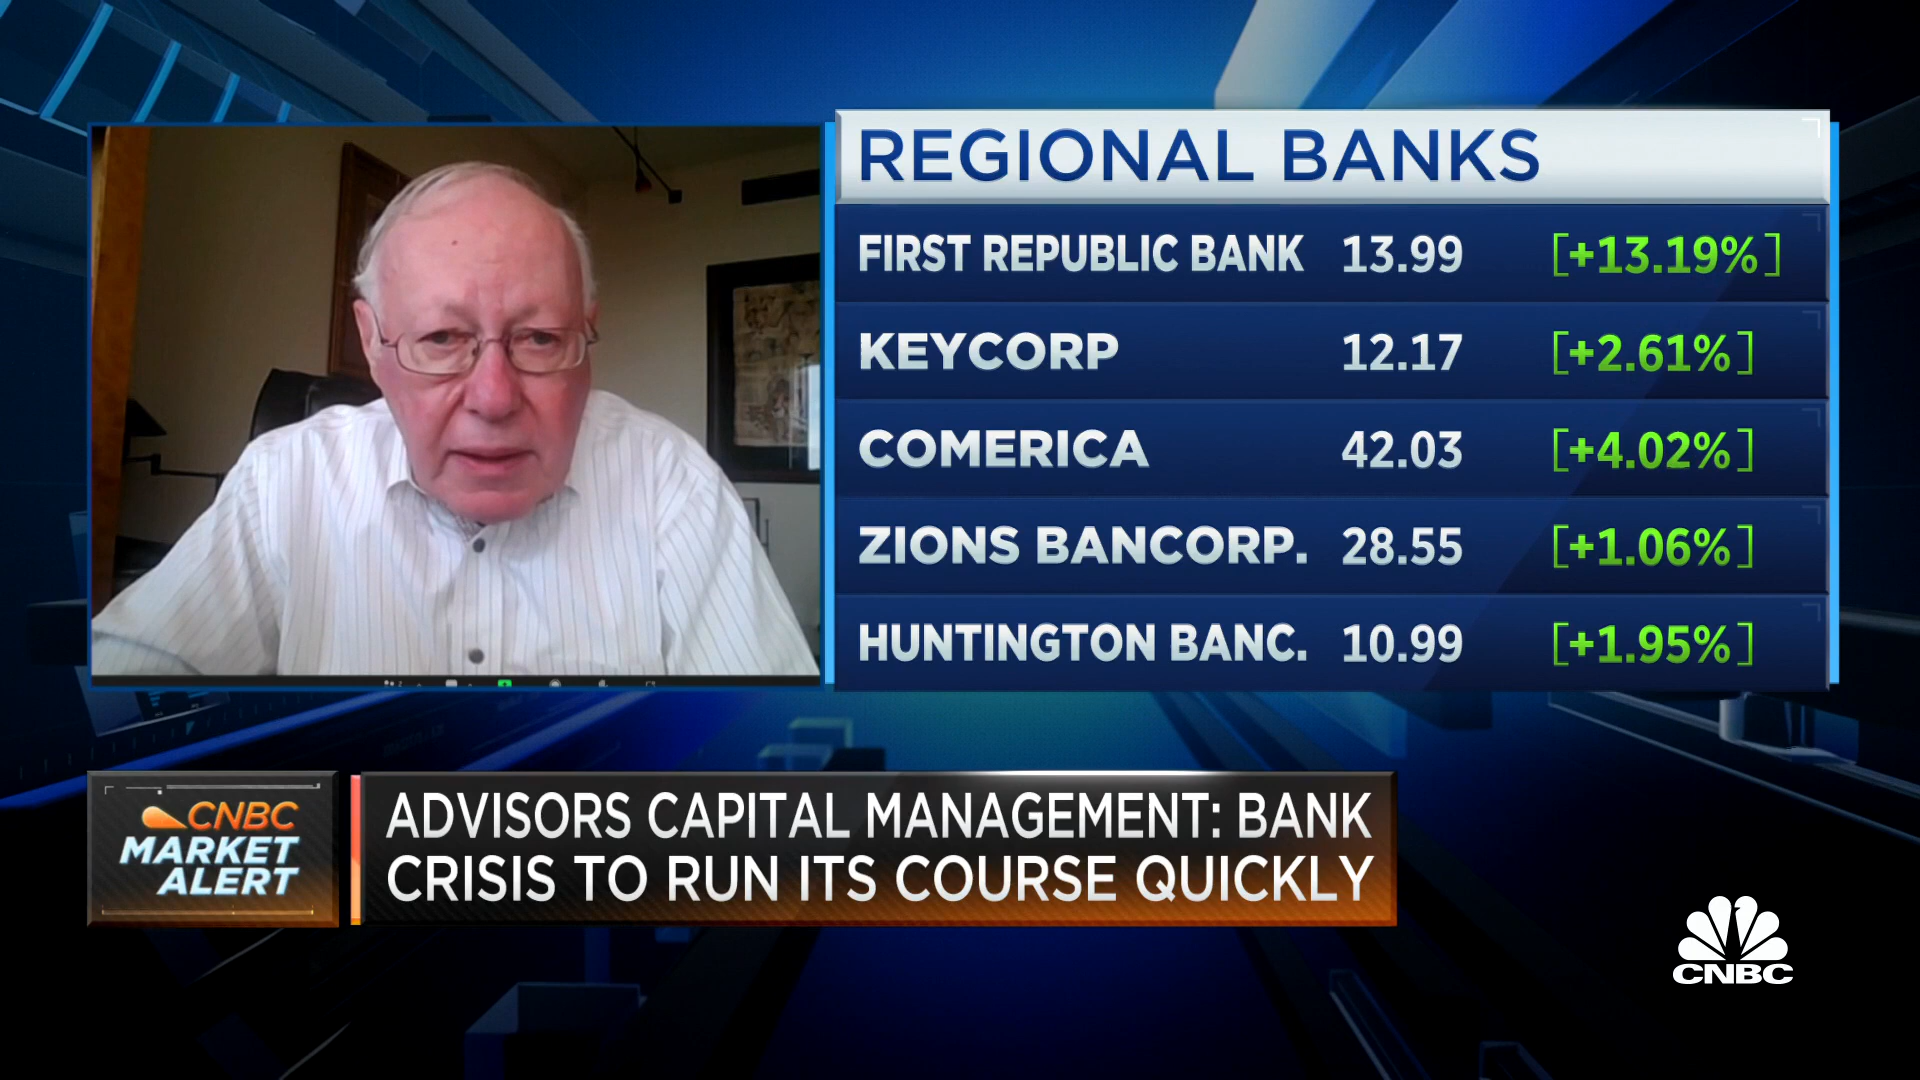 REGIONAL BANKS
FIRST REPUBLIC BANK 13.99 [+13.19%]
KEYCORP 12.17 [+2.61%]
COMERICA 42.03 [+4.02%]
ZIONS BANCORP. 28.55 [+1.06%]
HUNTINGTON BANC. 10.99 [+1.95%]
CNBC
MARKET
ALERT
ADVISORS CAPITAL MANAGEMENT: BANK
CRISIS TO RUN ITS COURSE QUICKLY
CNBC